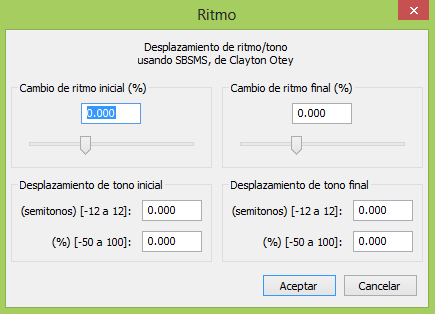 Ritmo
Desplazamiento de ritmo/tono
usando SBSMS, de Clayton Otey
Cambio de ritmo inicial (%)
0.000
Cambio de ritmo final (%)
0.000
Desplazamiento de tono inicial
(semitonos) [-12 a 12]: 0.000
(%) [-50 a 100]: 0.000
Desplazamiento de tono final
(semitonos) [-12 a 12]: 0.000
(%) [-50 a 100]: 0.000
Aceptar
Cancelar